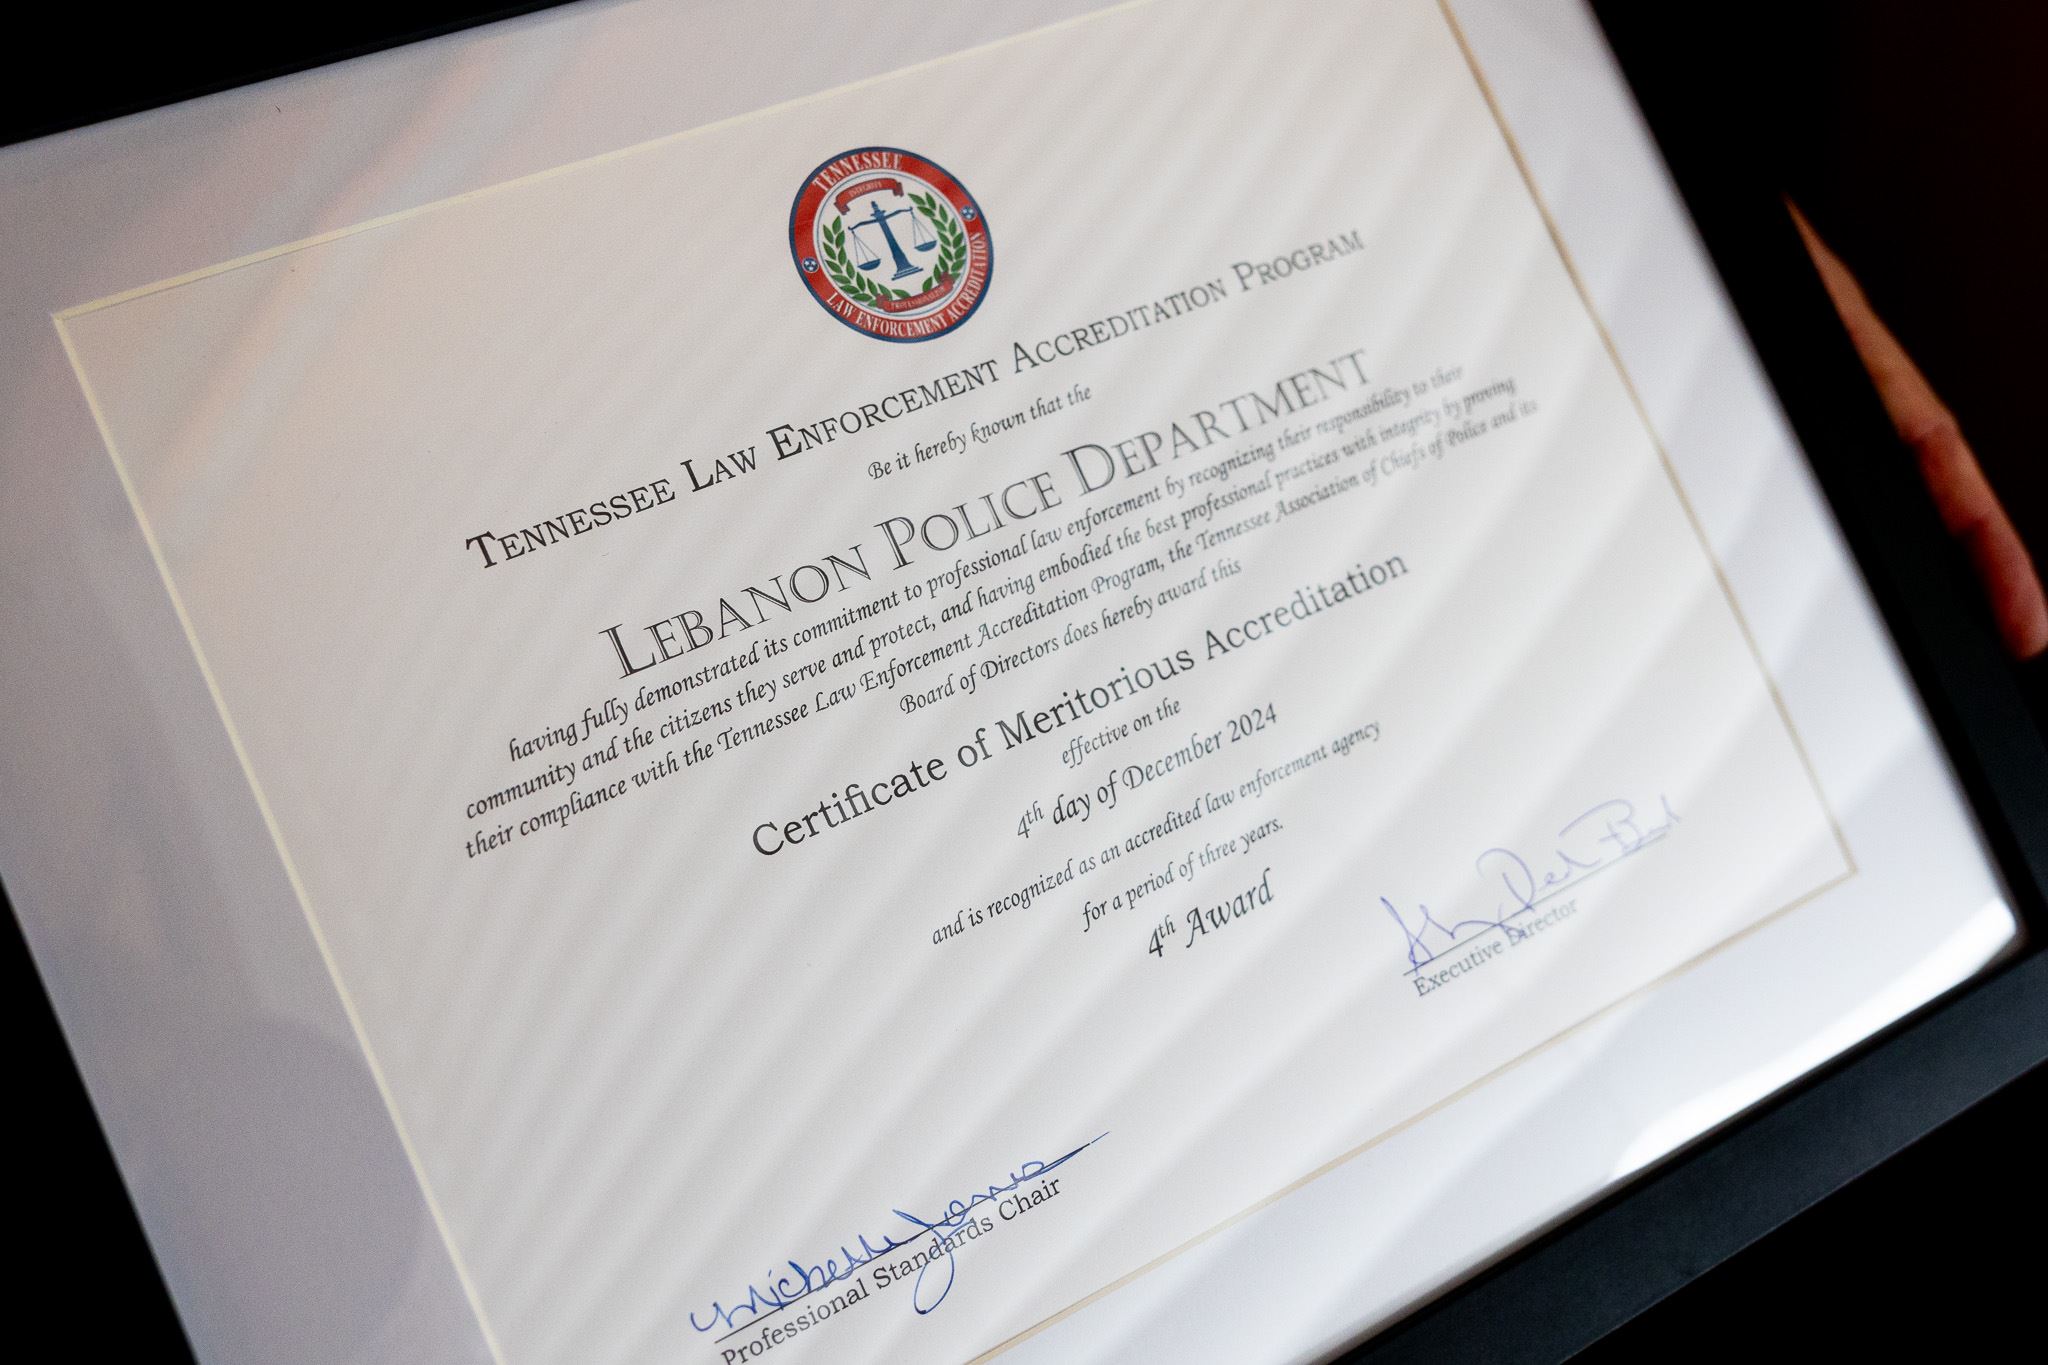 TENNESSEE
INTEGRITY
PROFESSIONALISM
LAW ENFORCEMENT ACCREDITATION
TENNESSEE LAW ENFORCEMENT ACCREDITATION PROGRAM
Be it hereby known that the
LEBANON POLICE DEPARTMENT
having fully demonstrated its commitment to professional law enforcement by recognizing their responsibility to their
community and the citizens they serve and protect, and having embodied the best professional practices with integrity by proving
their compliance with the Tennessee Law Enforcement Accreditation Program, the Tennessee Association of Chiefs of Police and its
Board of Directors does hereby award this
Certificate of Meritorious Accreditation
effective on the
4th day of December 2024
and is recognized as an accredited law enforcement agency
for a period of three years.
4th Award
Executive Director
Michelle Jones
Professional Standards Chair